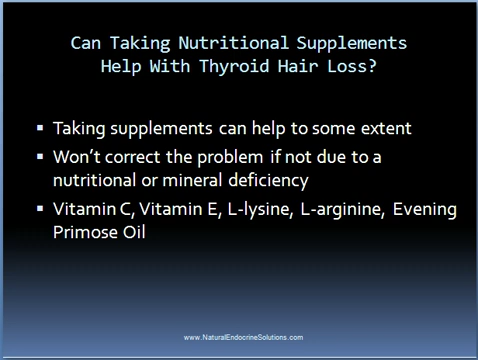 Can Taking Nutritional Supplements
Help With Thyroid Hair Loss?
▪ Taking supplements can help to some extent
▪ Won't correct the problem if not due to a
nutritional or mineral deficiency
▪ Vitamin C, Vitamin E, L-lysine, L-arginine, Evening
Primose Oil
www.NaturalEndocrineSolutions.com